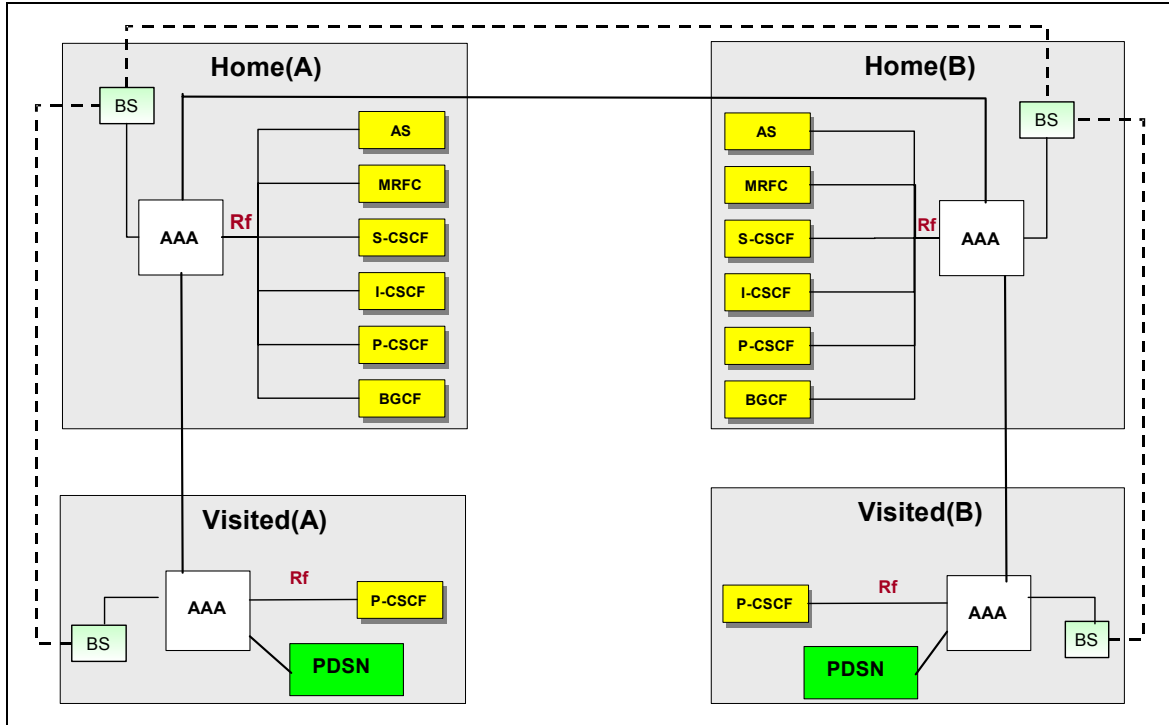 Home(A)
BS
AS
MRFC
Rf
AAA
S-CSCF
I-CSCF
P-CSCF
BGCF
Home(B)
BS
AS
MRFC
S-CSCF
Rf
AAA
I-CSCF
P-CSCF
BGCF
Visited(A)
Rf
AAA
P-CSCF
BS
PDSN
Visited(B)
Rf
P-CSCF
AAA
BS
PDSN